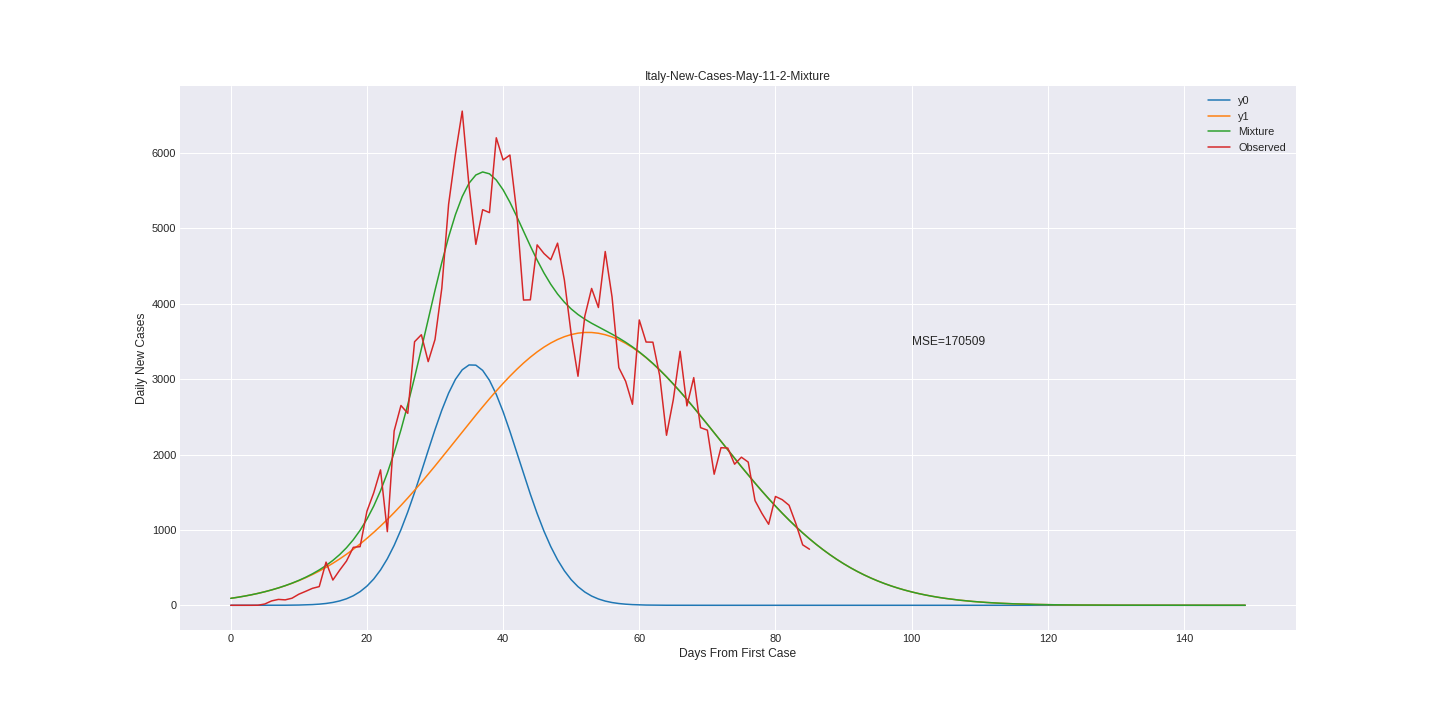 Italy-New-Cases-May-11-2-Mixture
y0
y1
Mixture
Observed
6000
5000
4000
3000
2000
1000
0
Daily New Cases
MSE=170509
0 20 40 60 80 100 120 140
Days From First Case